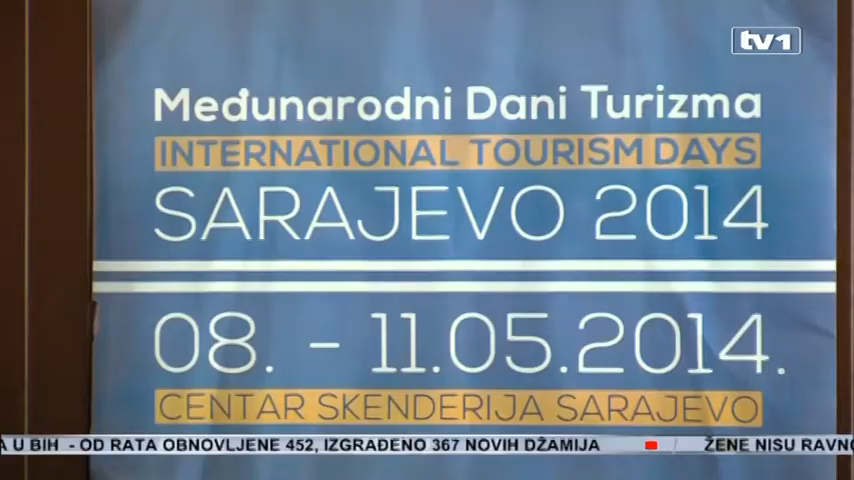 tv1
Međunarodni Dani Turizma
INTERNATIONAL TOURISM DAYS
SARAJEVO 2014
08. - 11.05.2014.
CENTAR SKENDERIJA SARAJEVO
A U BIH - OD RATA OBNOVLJENE 452, IZGRAĐENO 367 NOVIH DŽAMIJA ŽENE NISU RAVNO